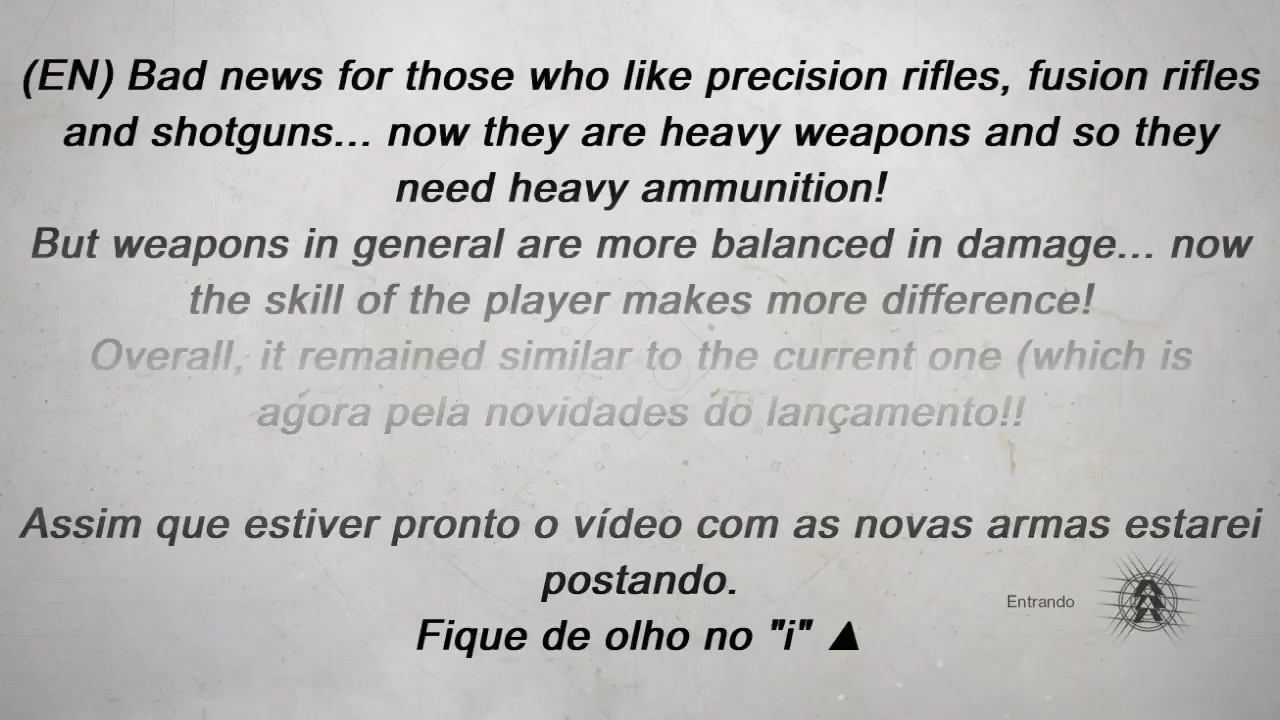 (EN) Bad news for those who like precision rifles, fusion rifles
and shotguns... now they are heavy weapons and so they
need heavy ammunition!
But weapons in general are more balanced in damage... now
the skill of the player makes more difference!
Overall, it remained similar to the current one (which is
agora pela novidades do lançamento!!
Assim que estiver pronto o vídeo com as novas armas estarei
postando.
Entrando
Fique de olho no "i" ▲